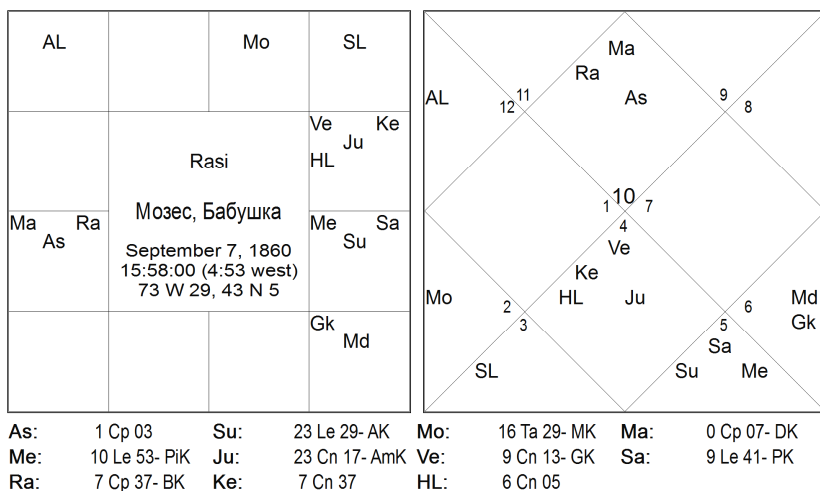 AL Mo SL
Ve Ke
Ju
HL
Rasi
Мозес, Бабушка
September 7, 1860
15:58:00 (4:53 west)
73 W 29, 43 N 5
Ma Ra
As
Me Sa
Su
Gk
Md
Ma
Ra
As
AL
11
12
9
8
10
1 7
4
Ve
Ke
HL Ju
Mo
2
3
SL
6
5
Md
Gk
Sa
Su Me
As: 1 Cp 03 Su: 23 Le 29- AK Mo: 16 Ta 29- MK Ma: 0 Cp 07- DK
Me: 10 Le 53- PiK Ju: 23 Cn 17- AmK Ve: 9 Cn 13- GK Sa: 9 Le 41- PK
Ra: 7 Cp 37- BK Ke: 7 Cn 37 HL: 6 Cn 05